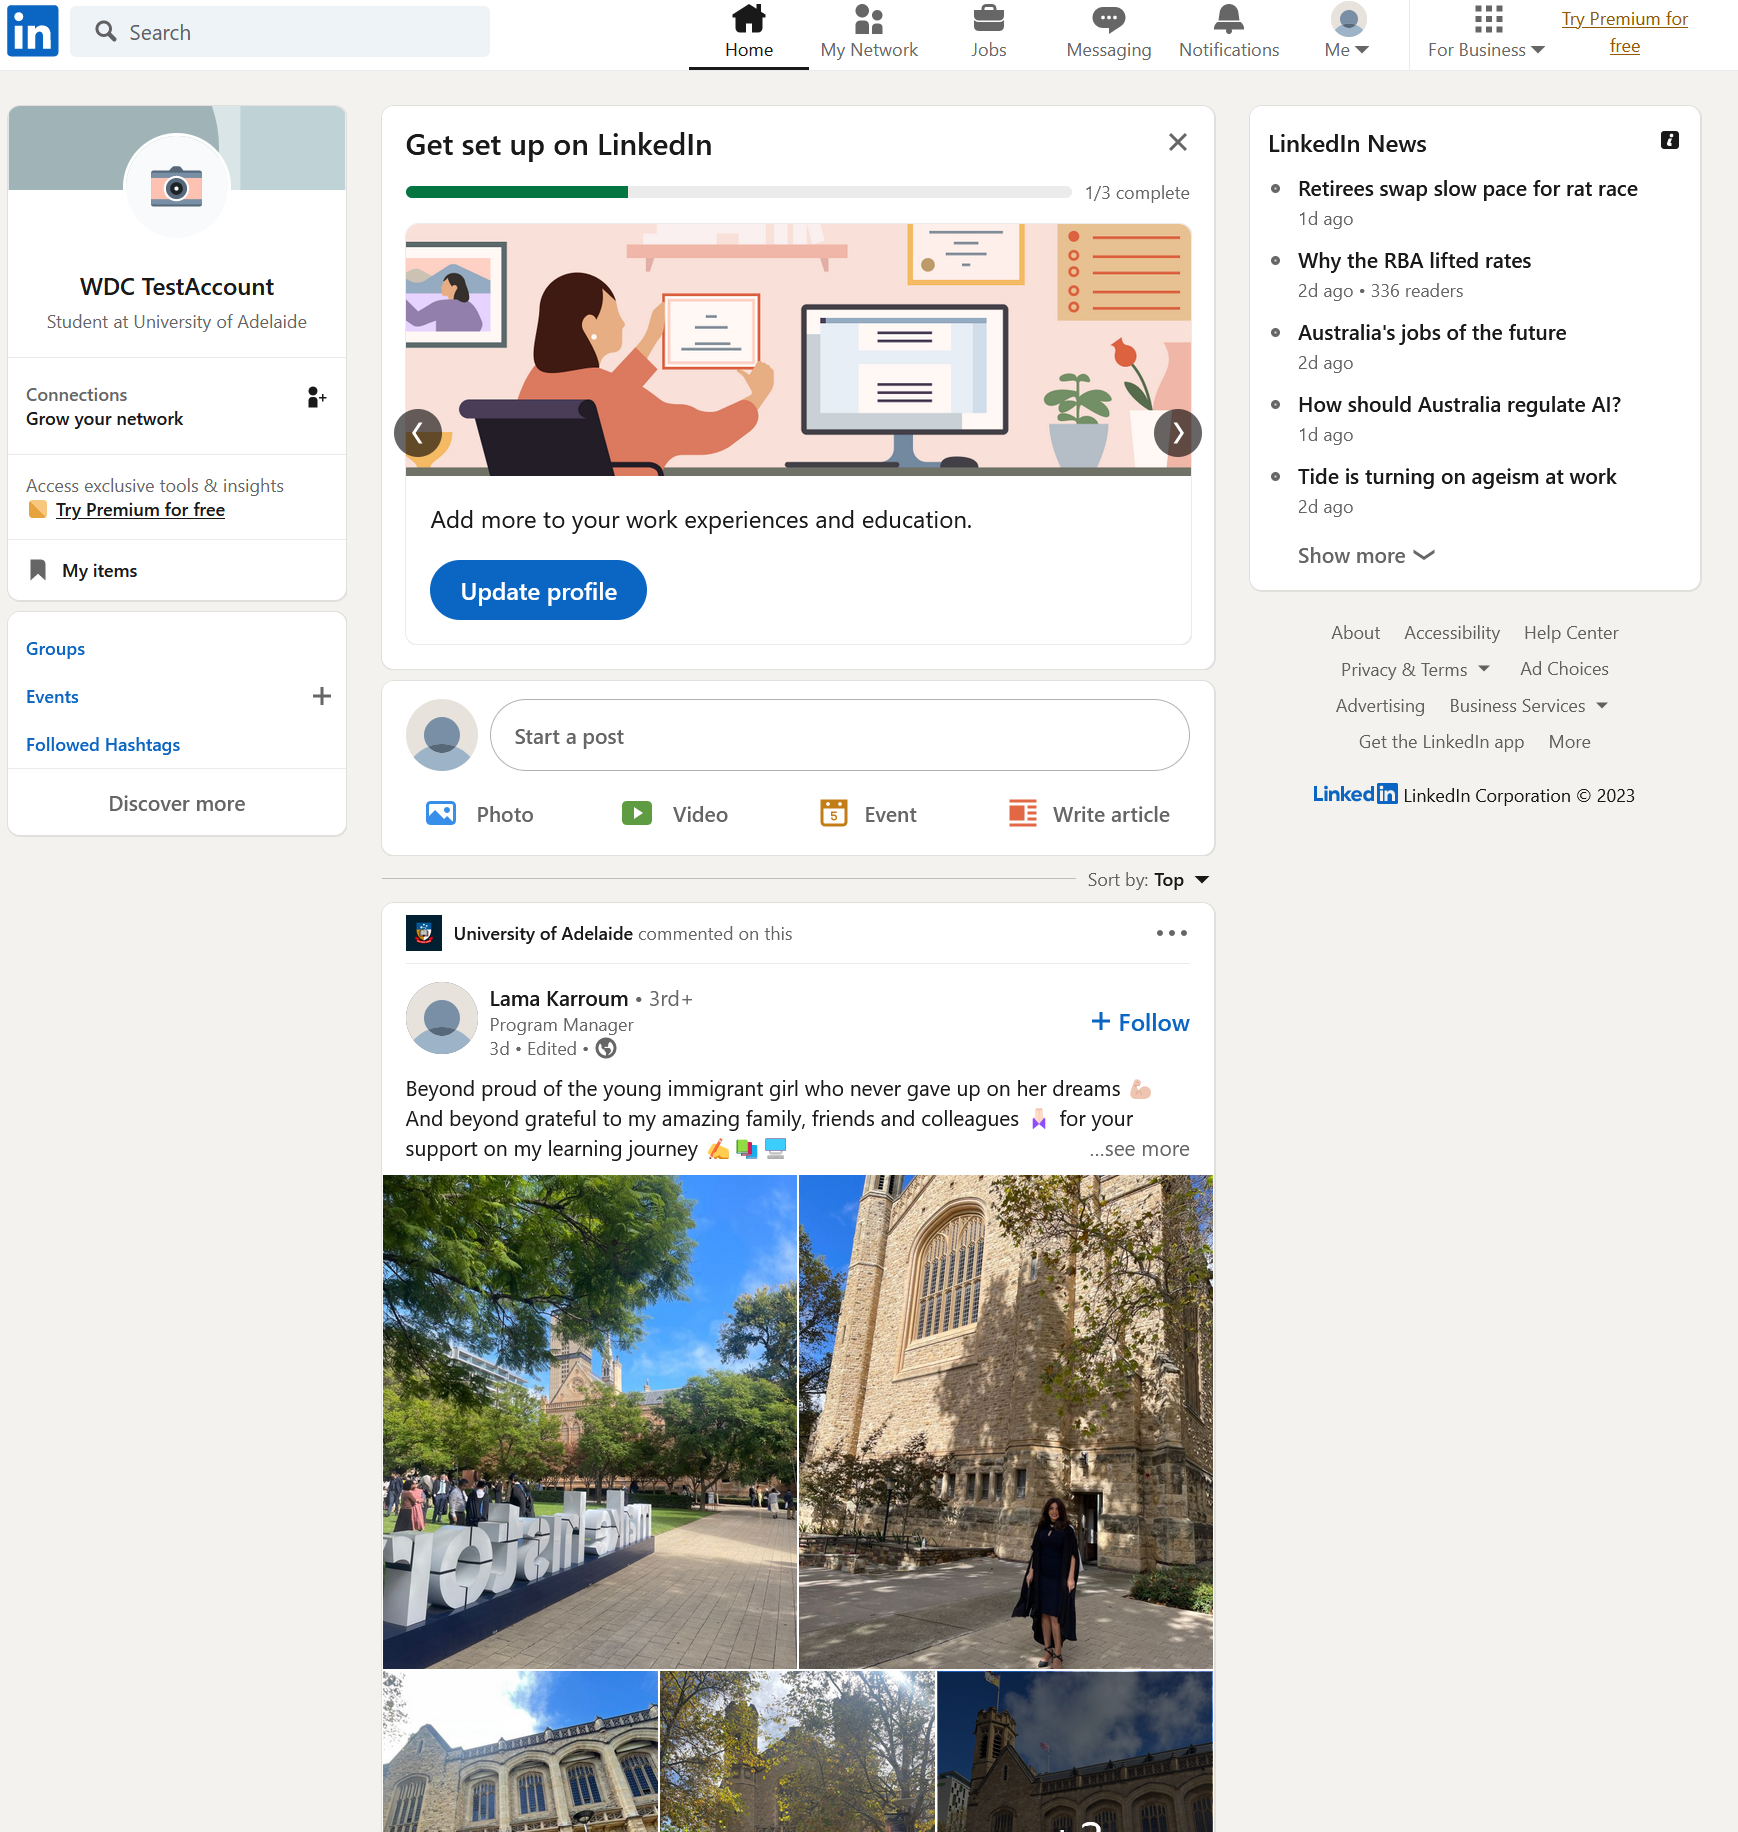 in
Search
Home
My Network
Jobs
Messaging
Notifications
Me
For Business
Try Premium for
free
WDC TestAccount
Student at University of Adelaide
Connections
Grow your network
Access exclusive tools & insights
Try Premium for free
My items
Groups
Events
Followed Hashtags
Discover more
Get set up on LinkedIn
1/3 complete
Add more to your work experiences and education.
Update profile
Start a post
Photo
Video
5
Event
Write article
Sort by: Top
University of Adelaide commented on this
Lama Karroum • 3rd+
Program Manager
3d • Edited •
+ Follow
Beyond proud of the young immigrant girl who never gave up on her dreams 💪🏻
And beyond grateful to my amazing family, friends and colleagues for your
support on my learning journey ✍️📚🖥️
...see more
LinkedIn News
Retirees swap slow pace for rat race
1d ago
Why the RBA lifted rates
2d ago • 336 readers
Australia's jobs of the future
2d ago
How should Australia regulate AI?
1d ago
Tide is turning on ageism at work
2d ago
Show more
About Accessibility Help Center
Privacy & Terms Ad Choices
Advertising Business Services
Get the LinkedIn app More
LinkedIn LinkedIn Corporation © 2023